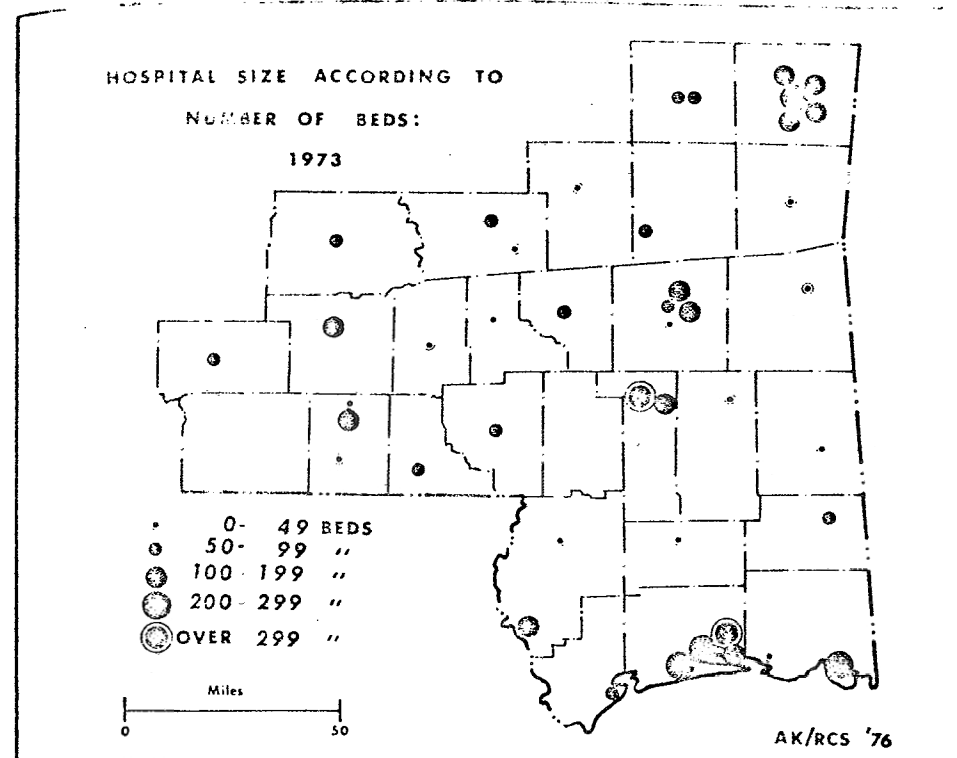 HOSPITAL SIZE ACCORDING TO
NUMBER OF BEDS:
1973
0- 49 BEDS
50- 99 "
100- 199 "
200- 299 "
OVER 299 "
Miles
0 50
AK/RCS '76